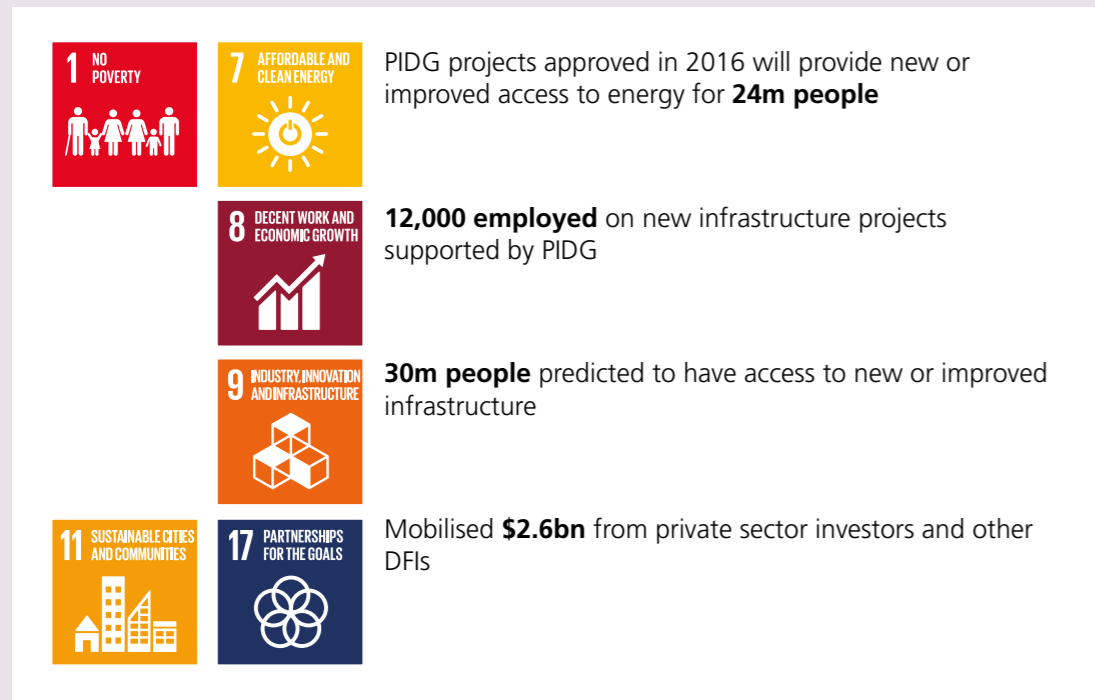 1 NO
POVERTY
7 AFFORDABLE AND
CLEAN ENERGY
PIDG projects approved in 2016 will provide new or
improved access to energy for 24m people
8 DECENT WORK AND
ECONOMIC GROWTH
12,000 employed on new infrastructure projects
supported by PIDG
9 INDUSTRY, INNOVATION
AND INFRASTRUCTURE
30m people predicted to have access to new or improved
infrastructure
11 SUSTAINABLE CITIES
AND COMMUNITIES
17 PARTNERSHIPS
FOR THE GOALS
Mobilised $2.6bn from private sector investors and other
DFIs